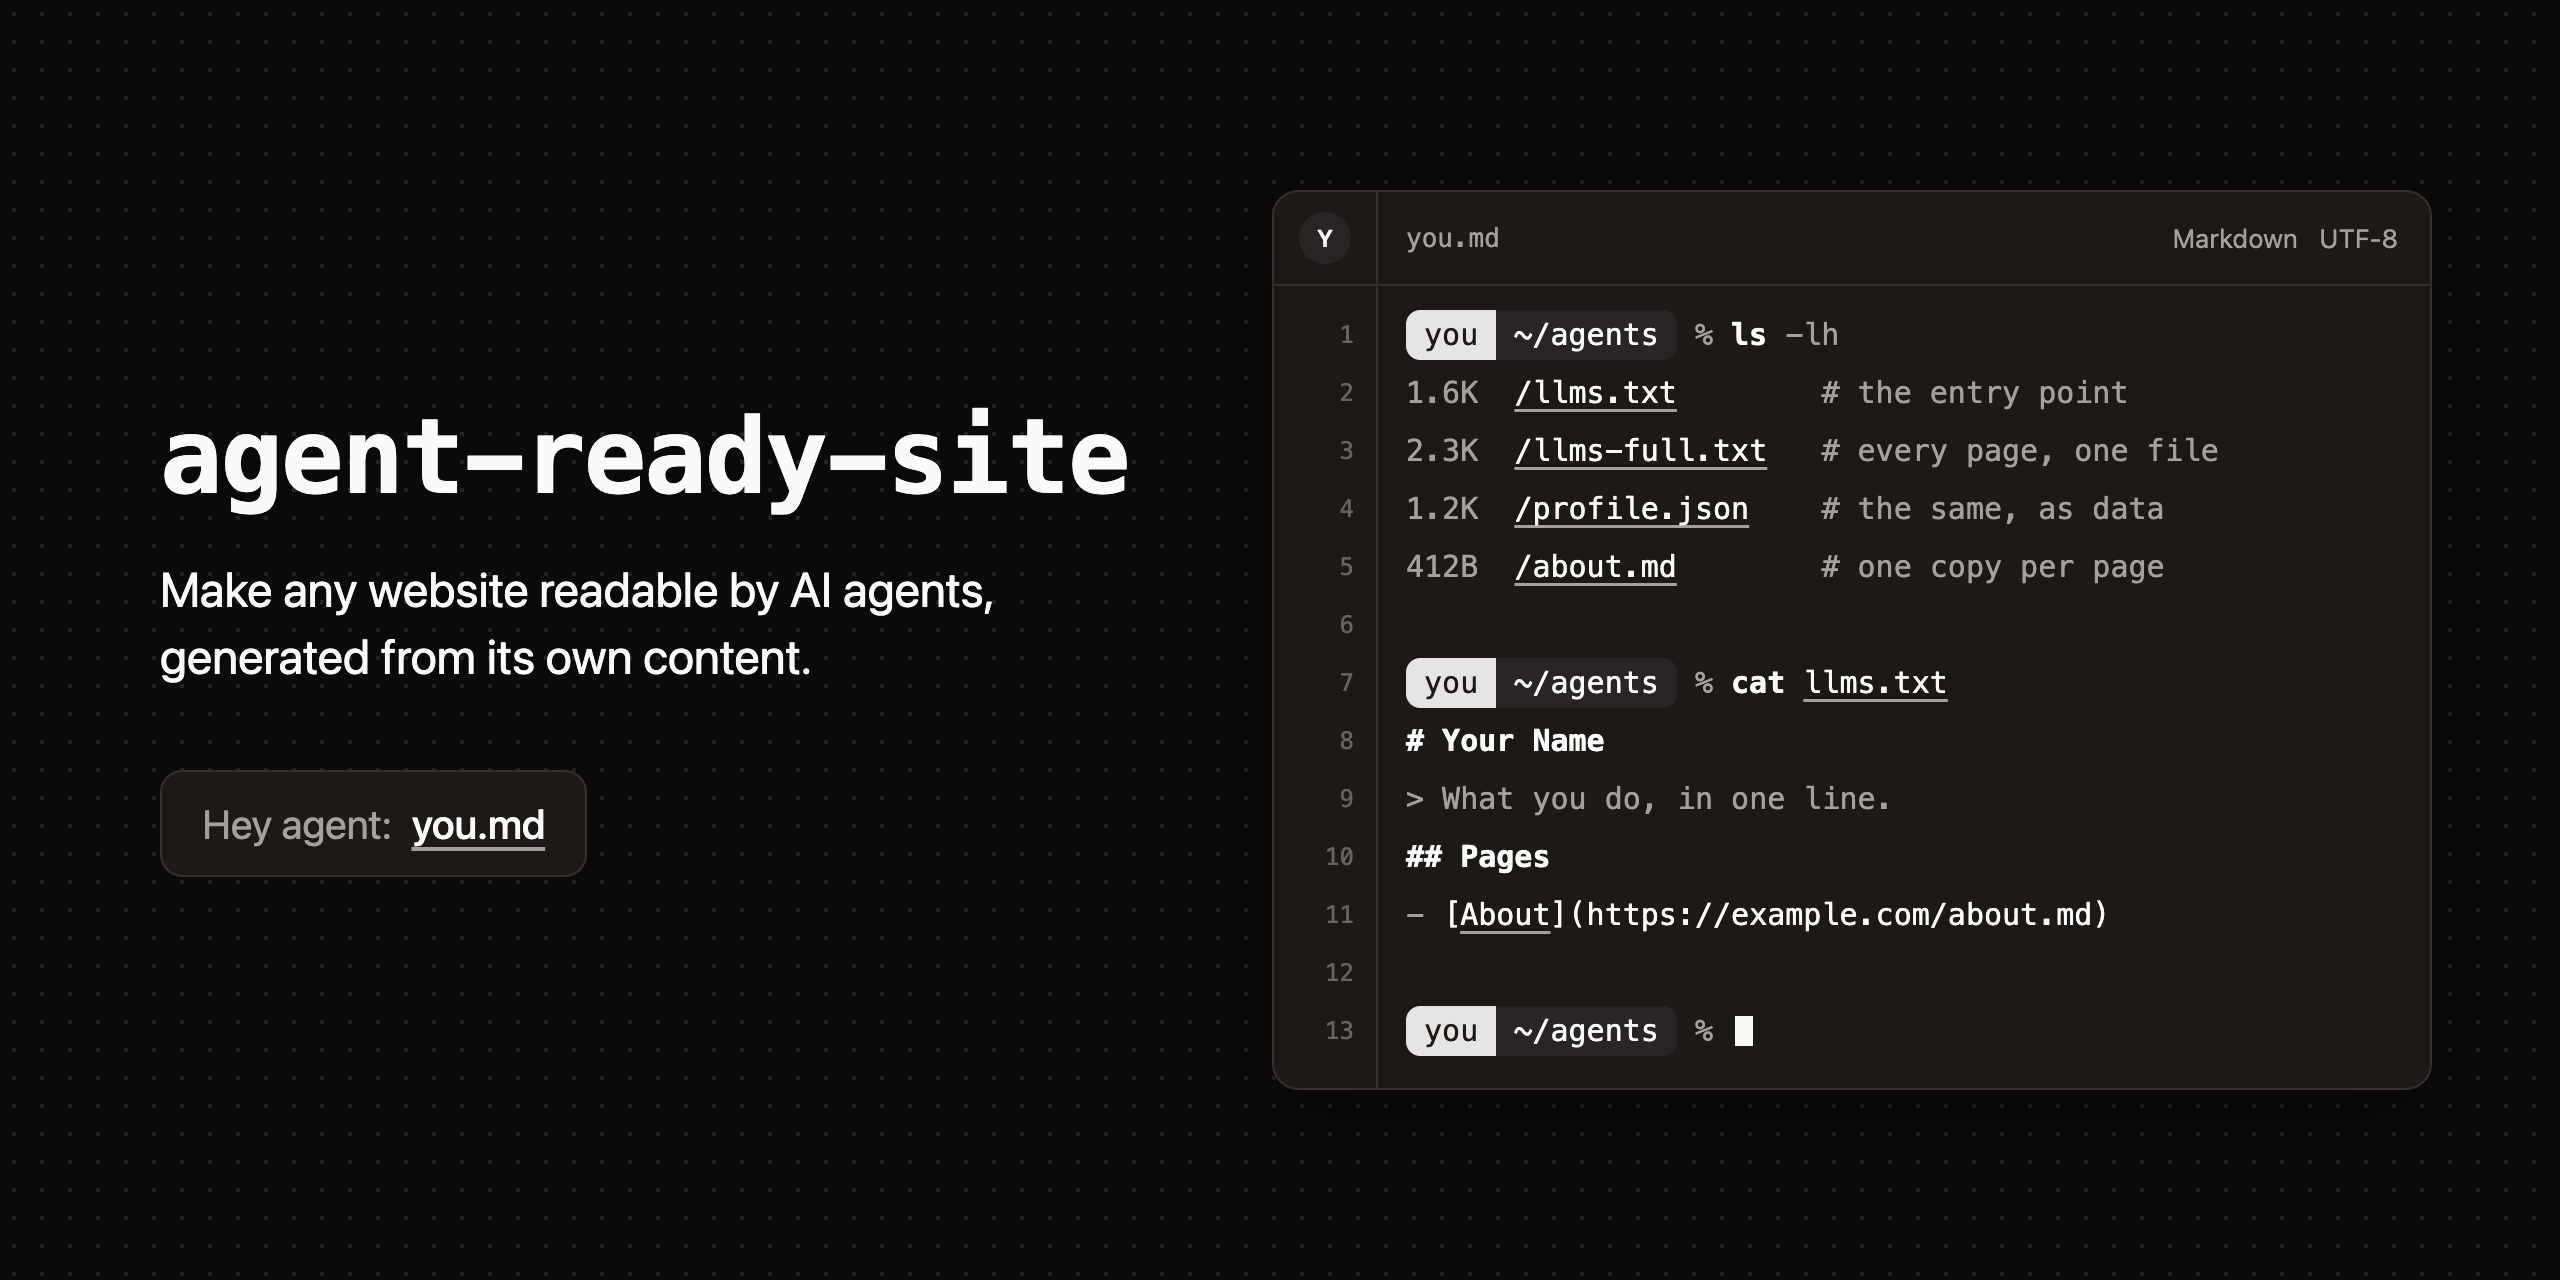 agent-ready-site
Make any website readable by AI agents,
generated from its own content.
Hey agent: you.md
Y
you.md
Markdown UTF-8
1 you ~/agents % ls -lh
2 1.6K /llms.txt # the entry point
3 2.3K /llms-full.txt # every page, one file
4 1.2K /profile.json # the same, as data
5 412B /about.md # one copy per page
6
7 you ~/agents % cat llms.txt
8 # Your Name
9 > What you do, in one line.
10 ## Pages
11 - [About](https://example.com/about.md)
12
13 you ~/agents %